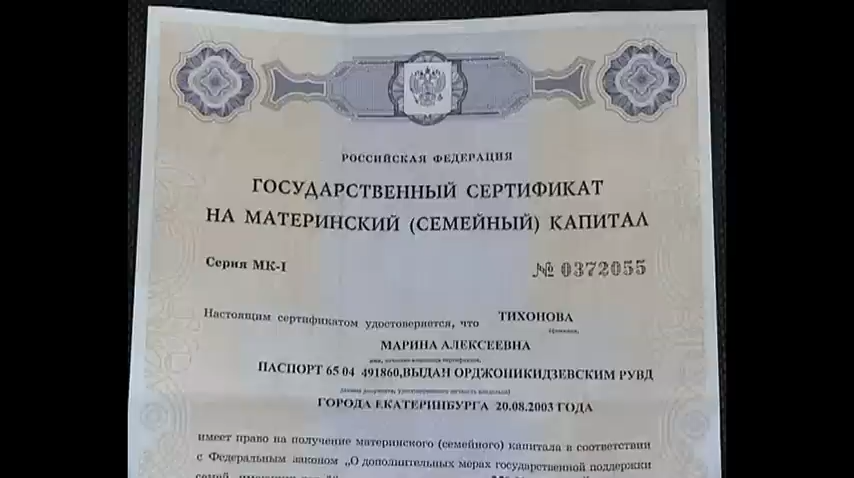 РОССИЙСКАЯ ФЕДЕРАЦИЯ
ГОСУДАРСТВЕННЫЙ СЕРТИФИКАТ
НА МАТЕРИНСКИЙ (СЕМЕЙНЫЙ) КАПИТАЛ
Серия МК-I № 0372055
Настоящим сертификатом удостоверяется, что ТИХОНОВА
МАРИНА АЛЕКСЕЕВНА
ПАСПОРТ 65 04 491860,ВЫДАН ОРДЖОНИКИДЗЕВСКИМ РУВД
ГОРОДА ЕКАТЕРИНБУРГА 20.08.2003 ГОДА
имеет право на получение материнского (семейного) капитала в соответствии
с Федеральным законом „О дополнительных мерах государственной поддержки